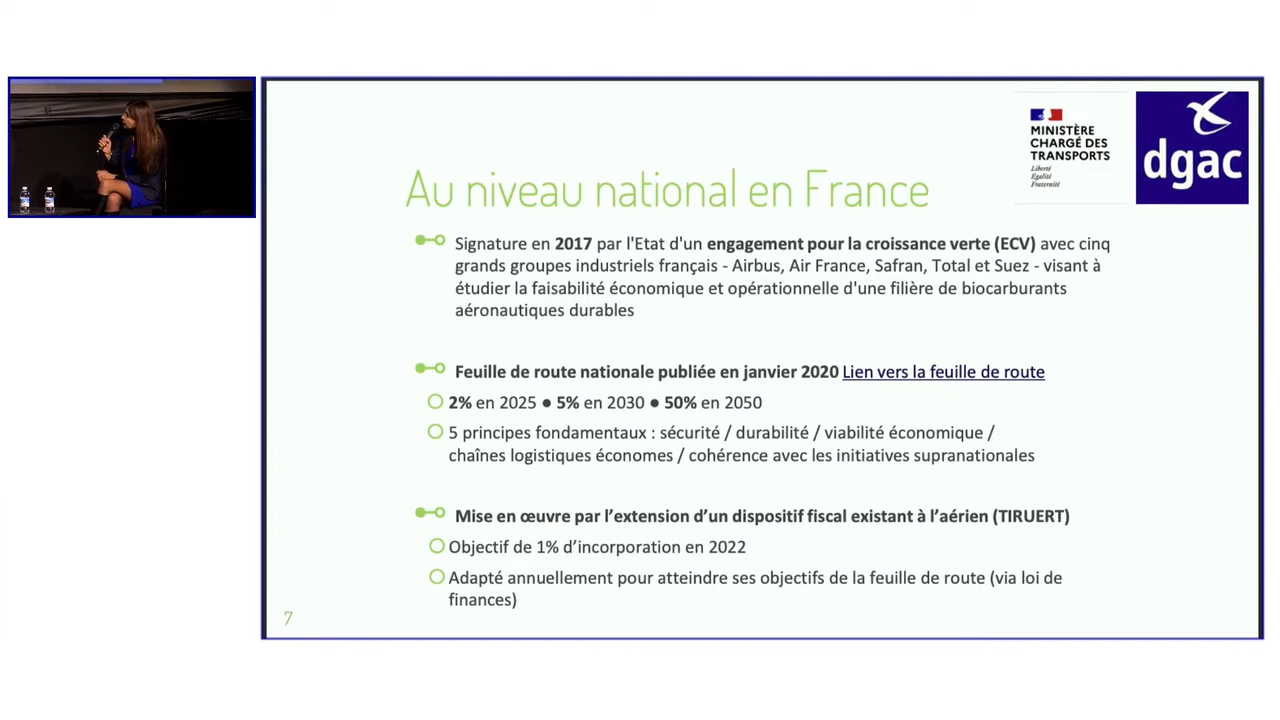 MINISTÈRE
CHARGÉ DES
TRANSPORTS
Liberté
Égalité
Fraternité
dgac
Au niveau national en France
Signature en 2017 par l'Etat d'un engagement pour la croissance verte (ECV) avec cinq
grands groupes industriels français - Airbus, Air France, Safran, Total et Suez - visant à
étudier la faisabilité économique et opérationnelle d'une filière de biocarburants
aéronautiques durables
Feuille de route nationale publiée en janvier 2020 Lien vers la feuille de route
2% en 2025 ● 5% en 2030 ● 50% en 2050
5 principes fondamentaux : sécurité / durabilité / viabilité économique /
chaînes logistiques économes / cohérence avec les initiatives supranationales
Mise en œuvre par l’extension d’un dispositif fiscal existant à l’aérien (TIRUERT)
Objectif de 1% d’incorporation en 2022
Adapté annuellement pour atteindre ses objectifs de la feuille de route (via loi de
finances)
7